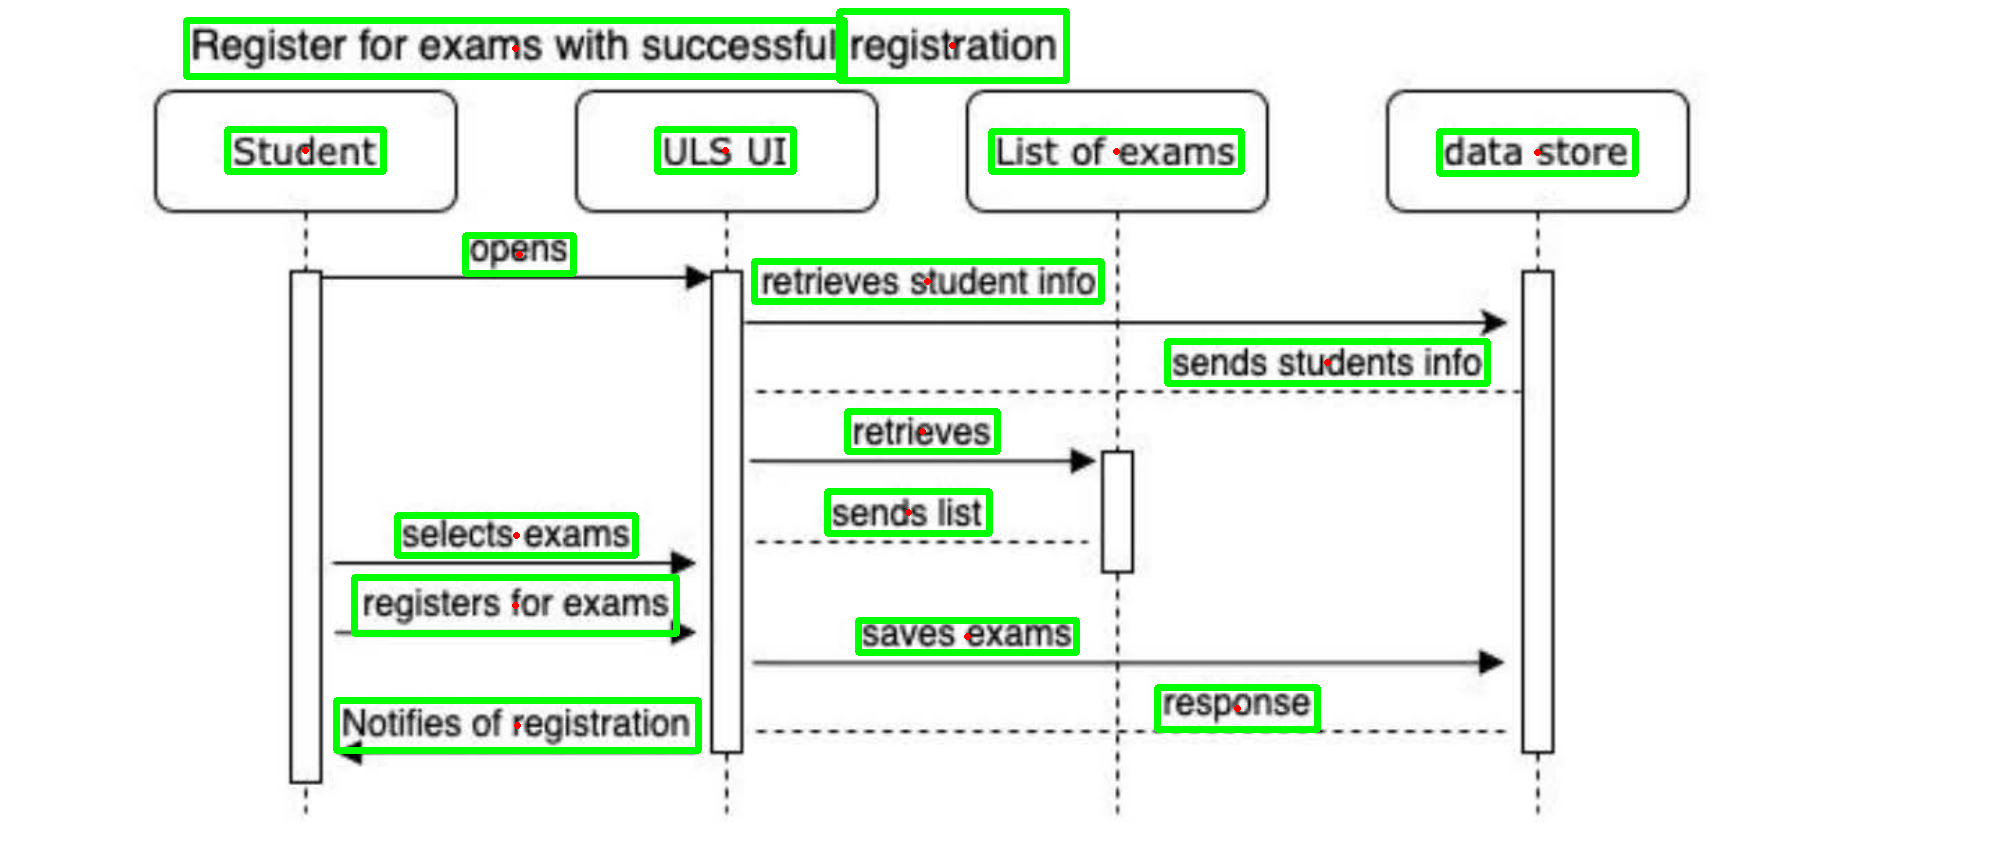 Register for exams with successful registration
Student ULS UI List of exams data store
opens
retrieves student info
sends students info
retrieves
sends list
selects exams
registers for exams
saves exams
response
Notifies of registration